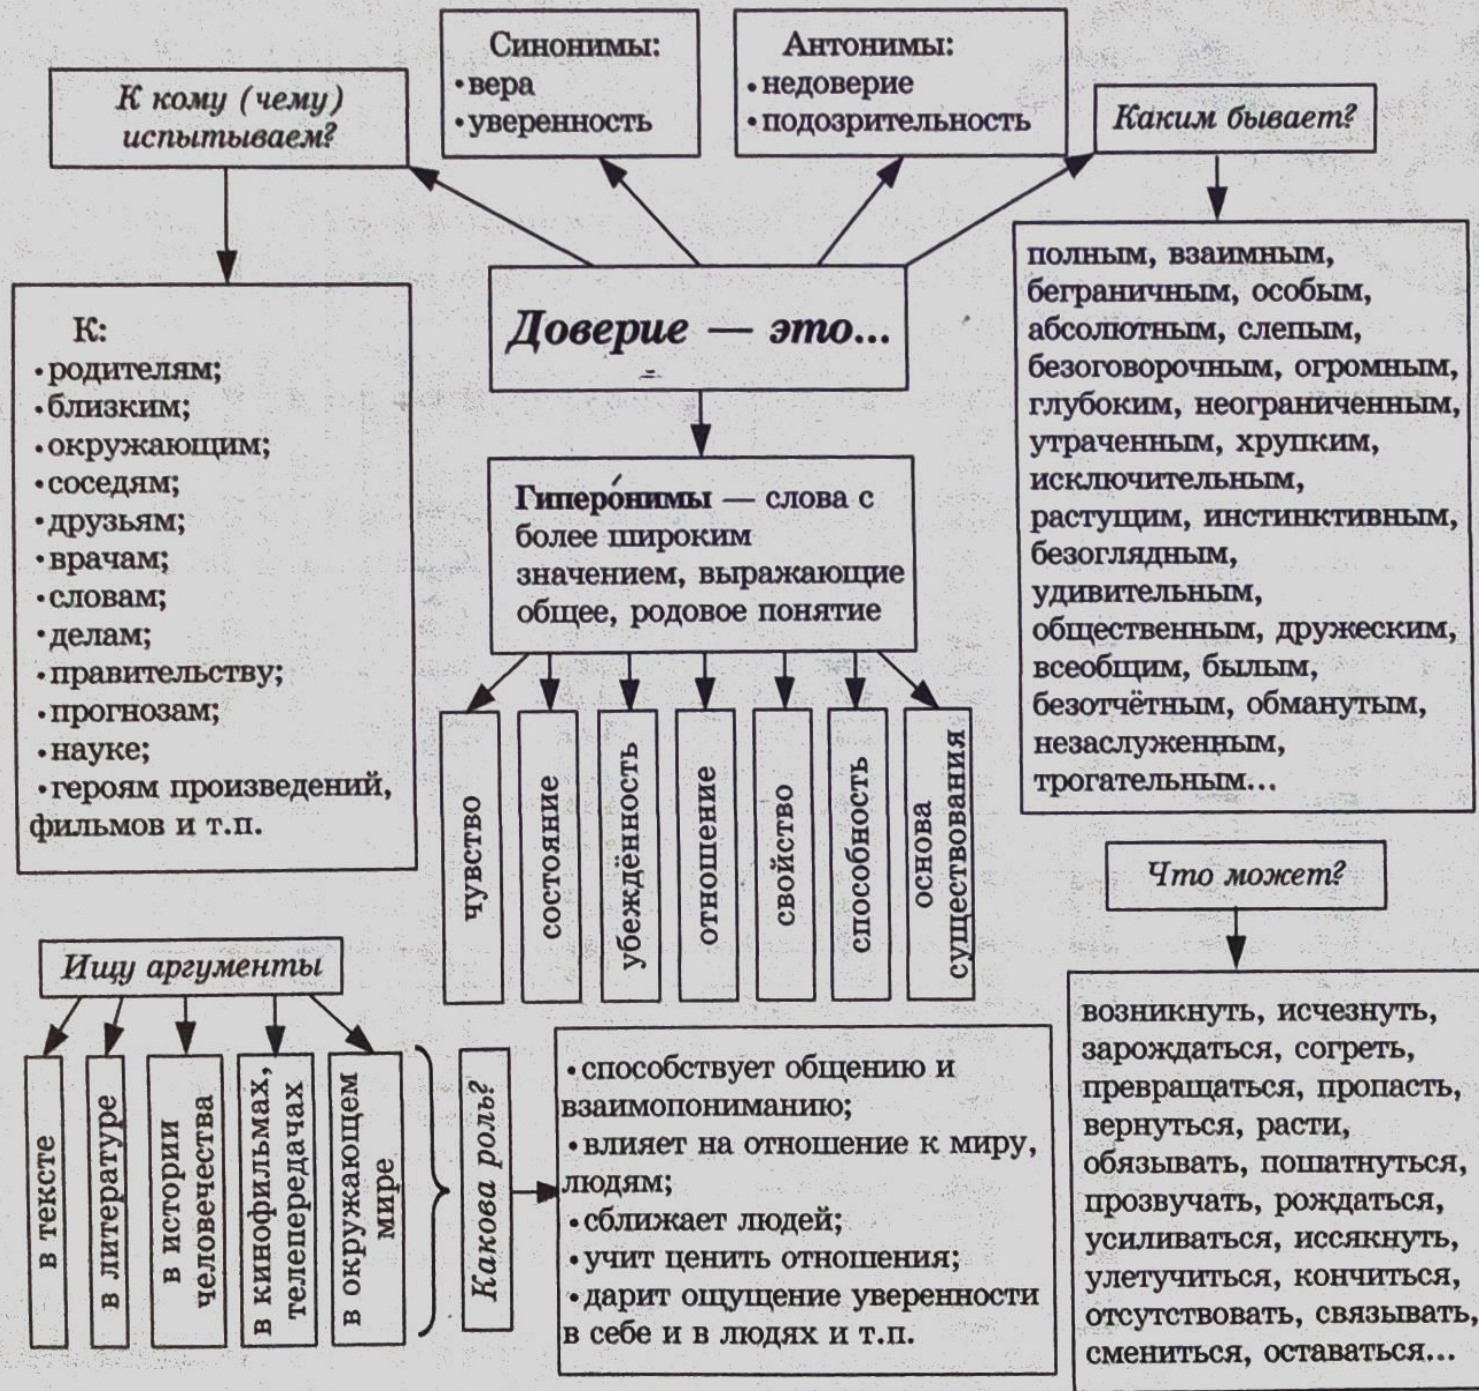 К кому (чему)
испытываем?
Синонимы:
•вера
•уверенность
Антонимы:
•недоверие
•подозрительность
Каким бывает?
Доверие — это...
К:
•родителям;
•близким;
•окружающим;
•соседям;
•друзьям;
•врачам;
•словам;
•делам;
•правительству;
•прогнозам;
•науке;
•героям произведений,
фильмов и т.п.
полным, взаимным,
беграничным, особым,
абсолютным, слепым,
безоговорочным, огромным,
глубоким, неограниченным,
утраченным, хрупким,
исключительным,
растущим, инстинктивным,
безоглядным,
удивительным,
общественным, дружеским,
всеобщим, былым,
безотчётным, обманутым,
незаслуженным,
трогательным...
Гиперо́нимы — слова с
более широким
значением, выражающие
общее, родовое понятие
чувство
состояние
убеждённость
отношение
свойство
способность
основа
существования
Что может?
возникнуть, исчезнуть,
зарождаться, согреть,
превращаться, пропасть,
вернуться, расти,
обязывать, пошатнуться,
прозвучать, рождаться,
усиливаться, иссякнуть,
улетучиться, кончиться,
отсутствовать, связывать,
смениться, оставаться...
Ищу аргументы
в тексте
в литературе
в истории
человечества
в кинофильмах,
телепередачах
в окружающем
мире
Какова роль?
•способствует общению и
взаимопониманию;
•влияет на отношение к миру,
людям;
•сближает людей;
•учит ценить отношения;
•дарит ощущение уверенности
в себе и в людях и т.п.